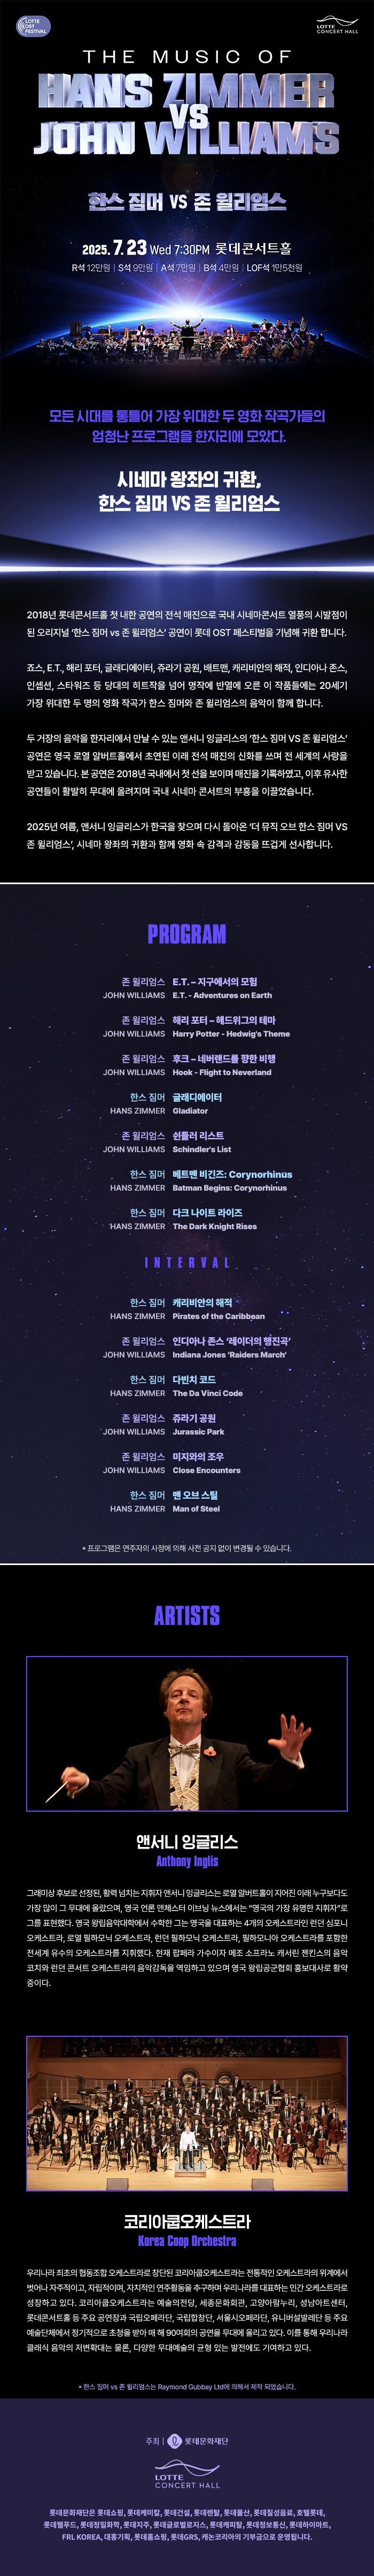 LOTTE
OST
FESTIVAL
LOTTE
CONCERT HALL
THE MUSIC OF
HANS ZIMMER
VS
JOHN WILLIAMS
한스 짐머 VS 존 윌리엄스
2025. 7. 23 Wed 7:30PM 롯데콘서트홀
R석 12만원 | S석 9만원 | A석 7만원 | B석 4만원 | LOF석 1만5천원
모든 시대를 통틀어 가장 위대한 두 영화 작곡가들의
엄청난 프로그램을 한자리에 모았다.
시네마 왕좌의 귀환,
한스 짐머 VS 존 윌리엄스
2018년 롯데콘서트홀 첫 내한 공연의 전석 매진으로 국내 시네마콘서트 열풍의 시발점이
된 오리지널 ‘한스 짐머 vs 존 윌리엄스’ 공연이 롯데 OST 페스티벌을 기념해 귀환 합니다.
죠스, E.T., 해리 포터, 글래디에이터, 쥬라기 공원, 배트맨, 캐리비안의 해적, 인디아나 존스,
인셉션, 스타워즈 등 당대의 히트작을 넘어 명작에 반열에 오른 이 작품들에는 20세기
가장 위대한 두 명의 영화 작곡가 한스 짐머와 존 윌리엄스의 음악이 함께 합니다.
두 거장의 음악을 한자리에서 만날 수 있는 앤서니 잉글리스의 ‘한스 짐머 VS 존 윌리엄스’
공연은 영국 로열 알버트홀에서 초연된 이래 전석 매진의 신화를 쓰며 전 세계의 사랑을
받고 있습니다. 본 공연은 2018년 국내에서 첫 선을 보이며 매진을 기록하였고, 이후 유사한
공연들이 활발히 무대에 올려지며 국내 시네마 콘서트의 부흥을 이끌었습니다.
2025년 여름, 앤서니 잉글리스가 한국을 찾으며 다시 돌아온 ‘더 뮤직 오브 한스 짐머 VS
존 윌리엄스’, 시네마 왕좌의 귀환과 함께 영화 속 감격과 감동을 뜨겁게 선사합니다.
PROGRAM
존 윌리엄스 E.T. – 지구에서의 모험
JOHN WILLIAMS E.T. - Adventures on Earth
존 윌리엄스 해리 포터 – 헤드위그의 테마
JOHN WILLIAMS Harry Potter - Hedwig's Theme
존 윌리엄스 후크 – 네버랜드를 향한 비행
JOHN WILLIAMS Hook - Flight to Neverland
한스 짐머 글래디에이터
HANS ZIMMER Gladiator
존 윌리엄스 쉰들러 리스트
JOHN WILLIAMS Schindler's List
한스 짐머 베트맨 비긴즈: Corynorhinus
HANS ZIMMER Batman Begins: Corynorhinus
한스 짐머 다크 나이트 라이즈
HANS ZIMMER The Dark Knight Rises
INTERVAL
한스 짐머 캐리비안의 해적
HANS ZIMMER Pirates of the Caribbean
존 윌리엄스 인디아나 존스 ‘레이더의 행진곡’
JOHN WILLIAMS Indiana Jones ‘Raiders March’
한스 짐머 다빈치 코드
HANS ZIMMER The Da Vinci Code
존 윌리엄스 쥬라기 공원
JOHN WILLIAMS Jurassic Park
존 윌리엄스 미지와의 조우
JOHN WILLIAMS Close Encounters
한스 짐머 맨 오브 스틸
HANS ZIMMER Man of Steel
* 프로그램은 연주자의 사정에 의해 사전 공지 없이 변경될 수 있습니다.
ARTISTS
앤서니 잉글리스
Anthony Inglis
그래미상 후보로 선정된, 활력 넘치는 지휘자 앤서니 잉글리스는 로열 알버트홀이 지어진 이래 누구보다도
가장 많이 그 무대에 올랐으며, 영국 언론 맨체스터 이브닝 뉴스에서는 “영국의 가장 유명한 지휘자”로
그를 표현했다. 영국 왕립음악대학에서 수학한 그는 영국을 대표하는 4개의 오케스트라인 런던 심포니
오케스트라, 로열 필하모닉 오케스트라, 런던 필하모닉 오케스트라, 필하모니아 오케스트라를 포함한
전세계 유수의 오케스트라를 지휘했다. 현재 팝페라 가수이자 메조 소프라노 캐서린 젠킨스의 음악
코치와 런던 콘서트 오케스트라의 음악감독을 역임하고 있으며 영국 왕립공군협회 홍보대사로 활약
중이다.
코리아쿱오케스트라
Korea Coop Orchestra
우리나라 최초의 협동조합 오케스트라로 창단된 코리아쿱오케스트라는 전통적인 오케스트라의 위계에서
벗어나 자주적이고, 자립적이며, 자치적인 연주활동을 추구하며 우리나라를 대표하는 민간 오케스트라로
성장하고 있다. 코리아쿱오케스트라는 예술의전당, 세종문화회관, 고양아람누리, 성남아트센터,
롯데콘서트홀 등 주요 공연장과 국립오페라단, 국립합창단, 서울시오페라단, 유니버설발레단 등 주요
예술단체에서 정기적으로 초청을 받아 매 해 90여회의 공연을 무대에 올리고 있다. 이를 통해 우리나라
클래식 음악의 저변확대는 물론, 다양한 무대예술의 균형 있는 발전에도 기여하고 있다.
* 한스 짐머 vs 존 윌리엄스는 Raymond Gubbay Ltd에 의해서 제작 되었습니다.
주최 | 롯데문화재단
LOTTE
CONCERT HALL
롯데문화재단은 롯데쇼핑, 롯데케미칼, 롯데건설, 롯데렌탈, 롯데물산, 롯데칠성음료, 호텔롯데,
롯데웰푸드, 롯데정밀화학, 롯데지주, 롯데글로벌로지스, 롯데캐피탈, 롯데정보통신, 롯데하이마트,
FRL KOREA, 대홍기획, 롯데홈쇼핑, 롯데GRS, 캐논코리아의 기부금으로 운영됩니다.